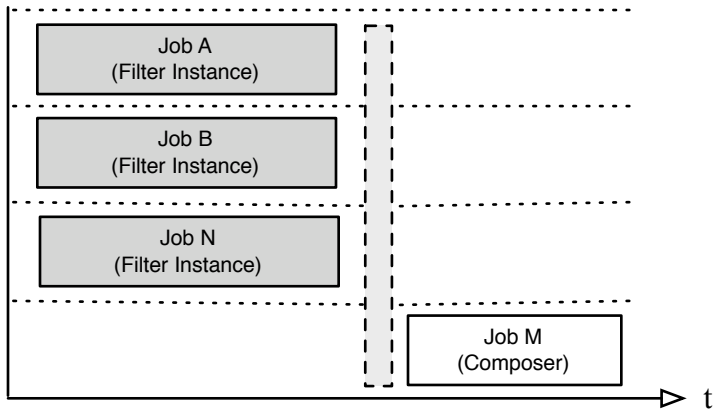 Job A
(Filter Instance)
Job B
(Filter Instance)
Job N
(Filter Instance)
Job M
(Composer)
t